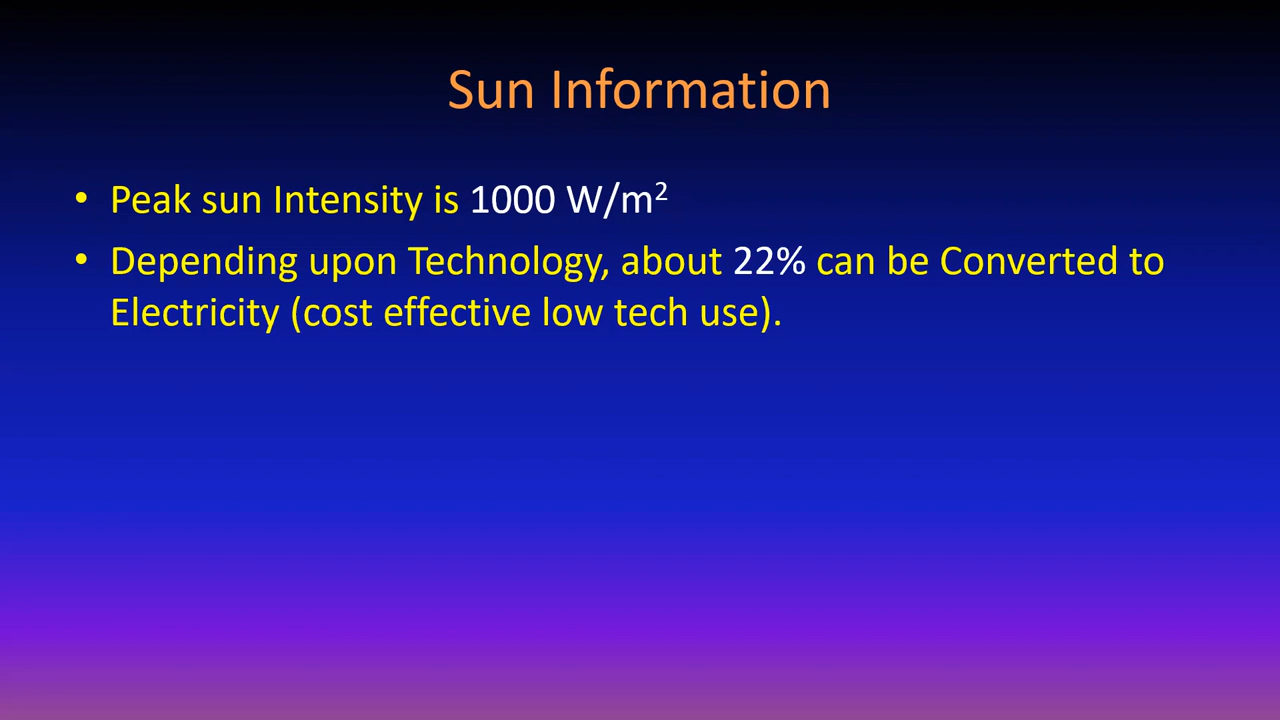 Sun Information
• Peak sun Intensity is 1000 W/m²
• Depending upon Technology, about 22% can be Converted to
Electricity (cost effective low tech use).